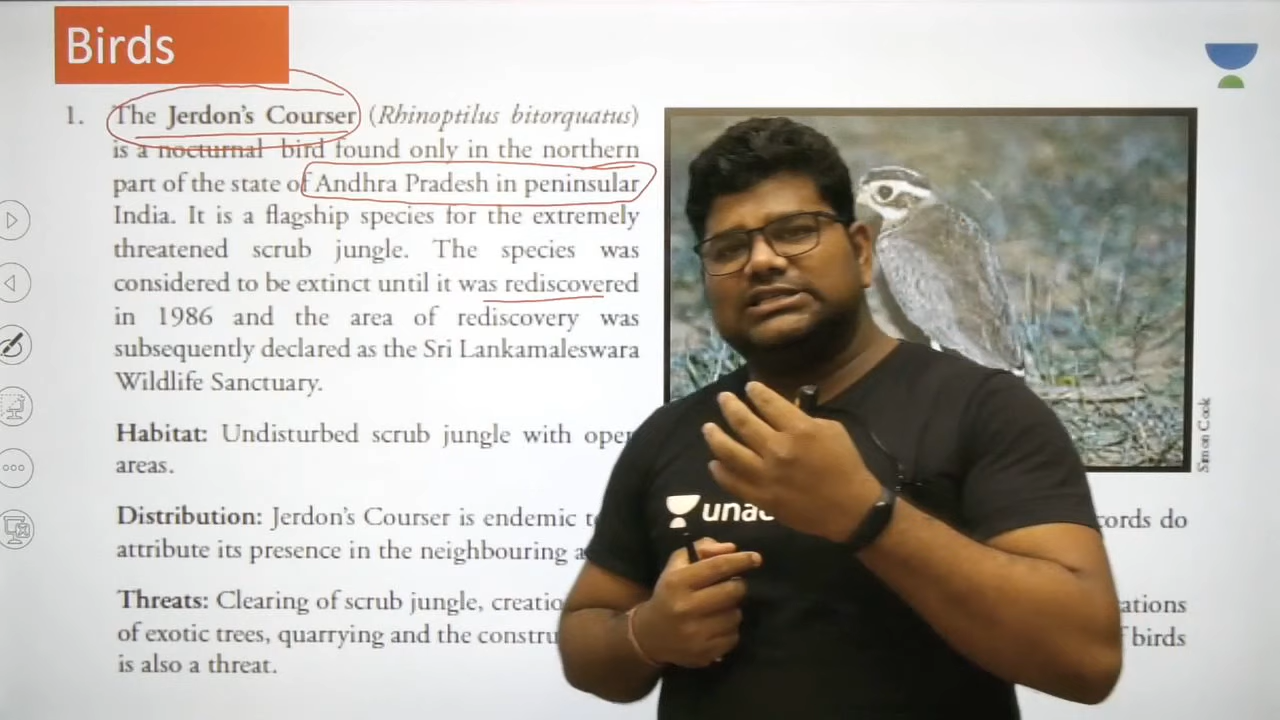 Birds
1. The Jerdon's Courser (Rhinoptilus bitorquatus)
is a nocturnal bird found only in the northern
part of the state of Andhra Pradesh in peninsular
India. It is a flagship species for the extremely
threatened scrub jungle. The species was
considered to be extinct until it was rediscovered
in 1986 and the area of rediscovery was
subsequently declared as the Sri Lankamaleswara
Wildlife Sanctuary.
Simon Cook
Habitat: Undisturbed scrub jungle with open
areas.
unac
Distribution: Jerdon's Courser is endemic
do
attribute its presence in the neighbouring
Threats: Clearing of scrub jungle,
of exotic trees, quarrying and the
birds
is also a threat.